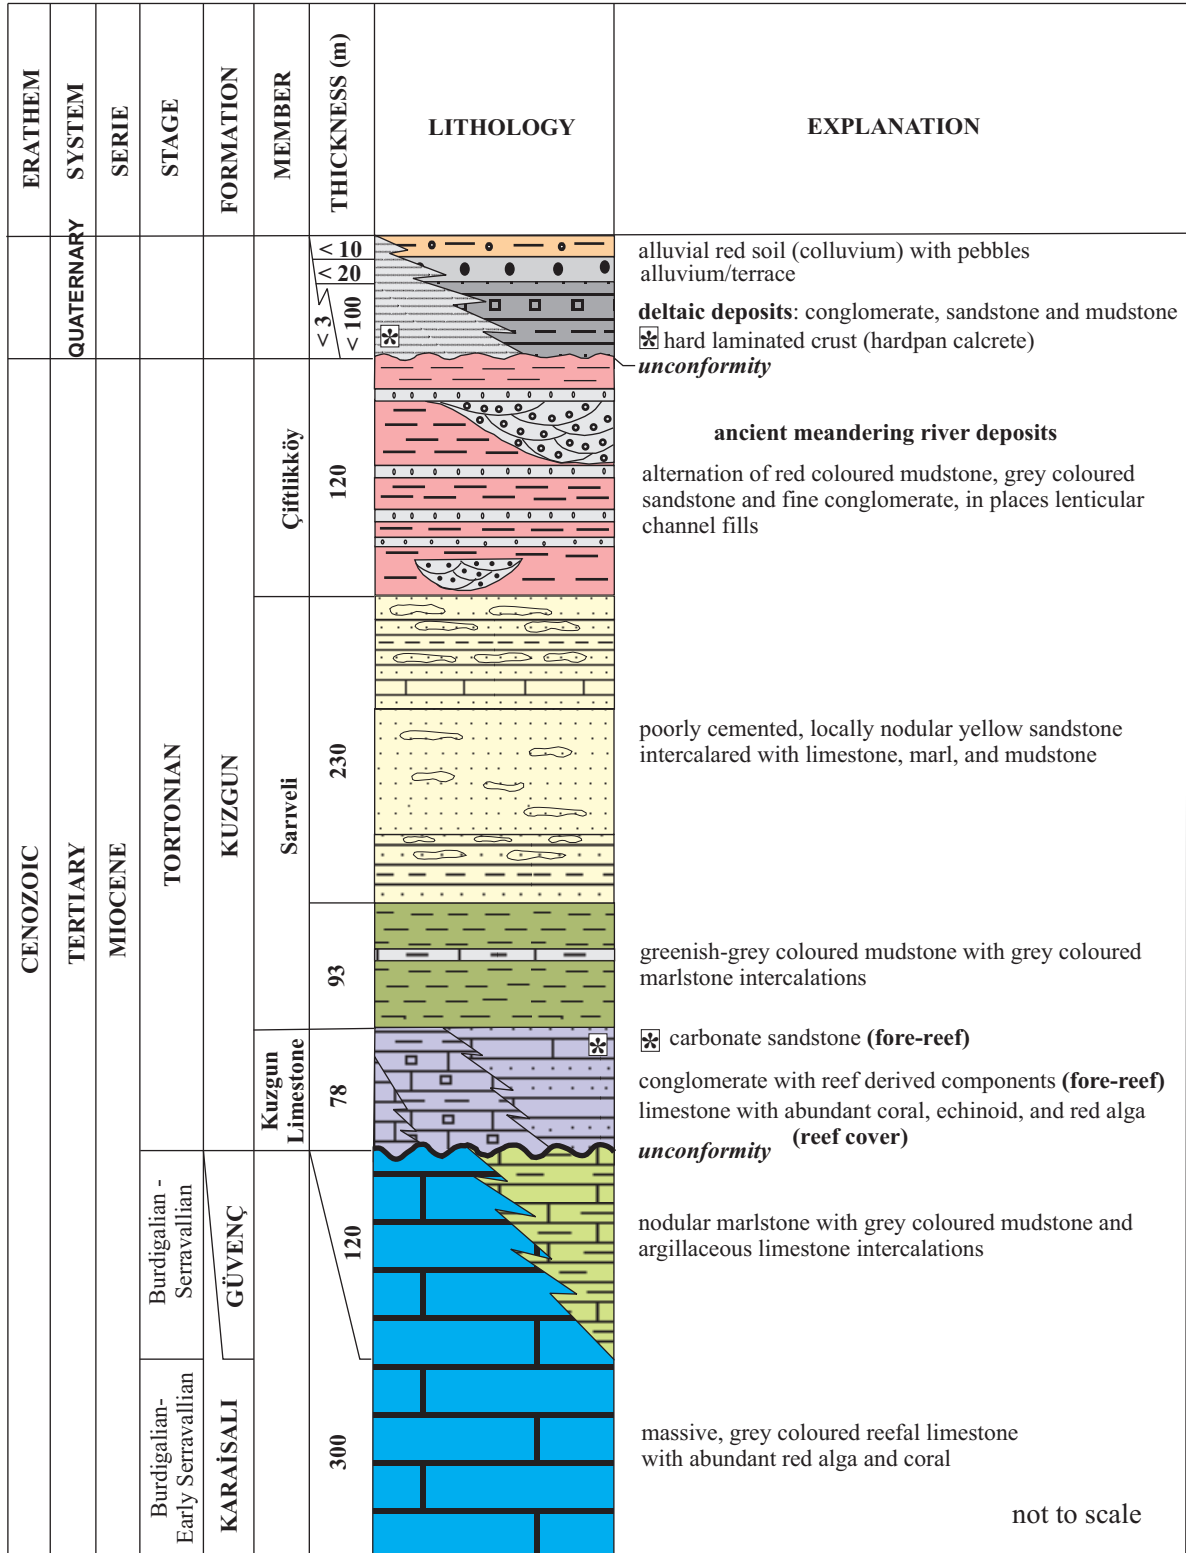 ERATHEM
SYSTEM
SERIE
STAGE
FORMATION
MEMBER
THICKNESS (m)
LITHOLOGY
EXPLANATION
QUATERNARY
< 10
< 20
< 3
< 100
alluvial red soil (colluvium) with pebbles
alluvium/terrace
deltaic deposits: conglomerate, sandstone and mudstone
hard laminated crust (hardpan calcrete)
unconformity
CENOZOIC
TERTIARY
MIOCENE
TORTONIAN
KUZGUN
Çiftlikköy
120
ancient meandering river deposits
alternation of red coloured mudstone, grey coloured
sandstone and fine conglomerate, in places lenticular
channel fills
Sarıveli
230
poorly cemented, locally nodular yellow sandstone
intercalared with limestone, marl, and mudstone
93
greenish-grey coloured mudstone with grey coloured
marlstone intercalations
Kuzgun
Limestone
78
carbonate sandstone (fore-reef)
conglomerate with reef derived components (fore-reef)
limestone with abundant coral, echinoid, and red alga
(reef cover)
unconformity
Burdigalian -
Serravallian
GÜVENÇ
120
nodular marlstone with grey coloured mudstone and
argillaceous limestone intercalations
Burdigalian-
Early Serravallian
KARAİSALI
300
massive, grey coloured reefal limestone
with abundant red alga and coral
not to scale